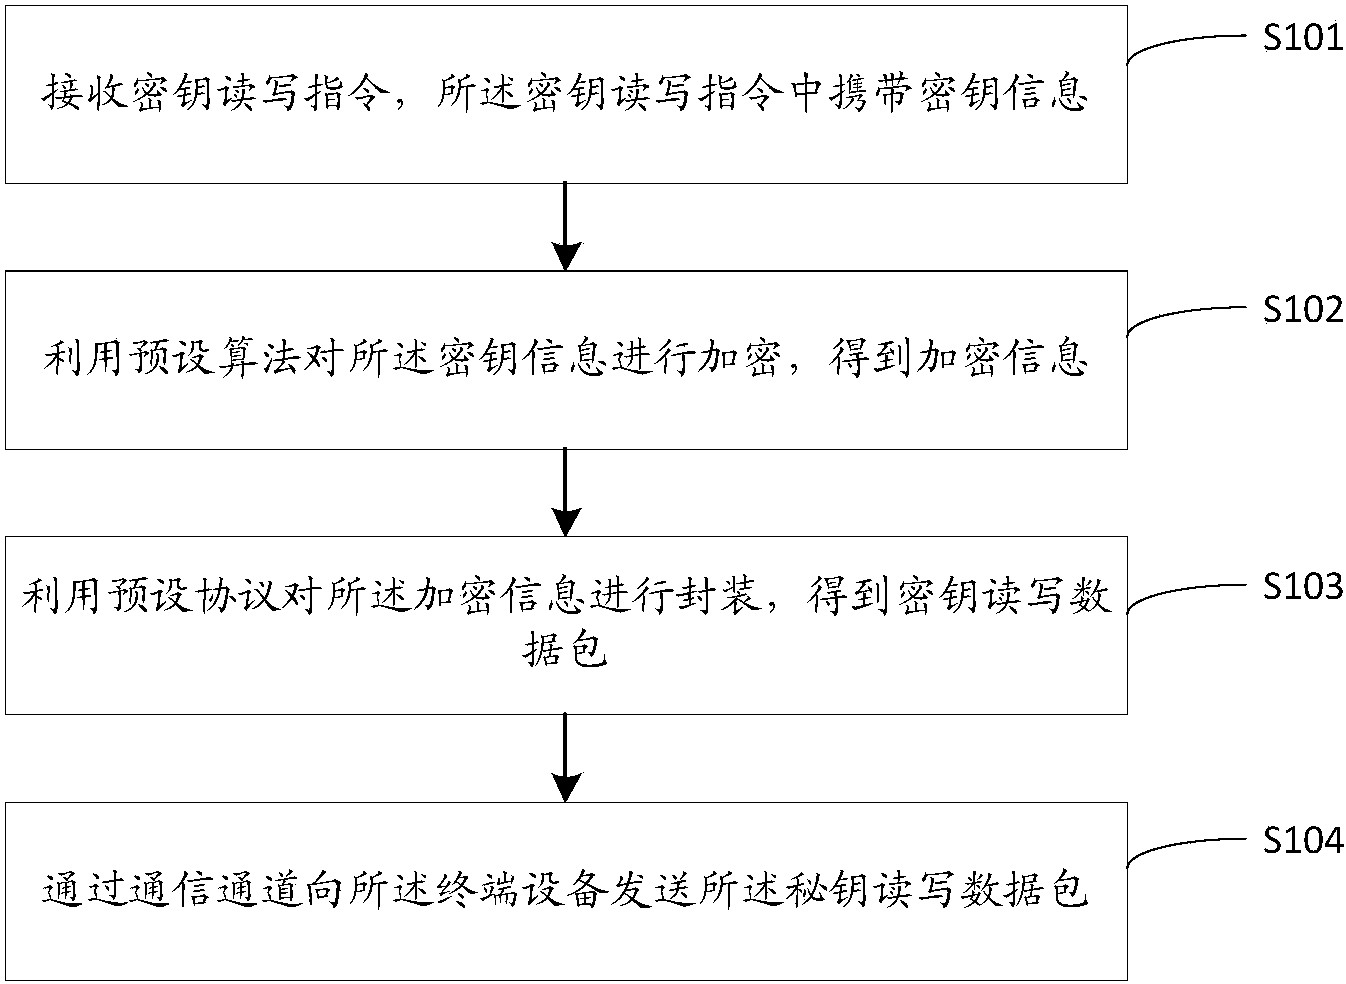 接收密钥读写指令，所述密钥读写指令中携带密钥信息
S101
利用预设算法对所述密钥信息进行加密，得到加密信息
S102
利用预设协议对所述加密信息进行封装，得到密钥读写数
据包
S103
通过通信通道向所述终端设备发送所述秘钥读写数据包
S104